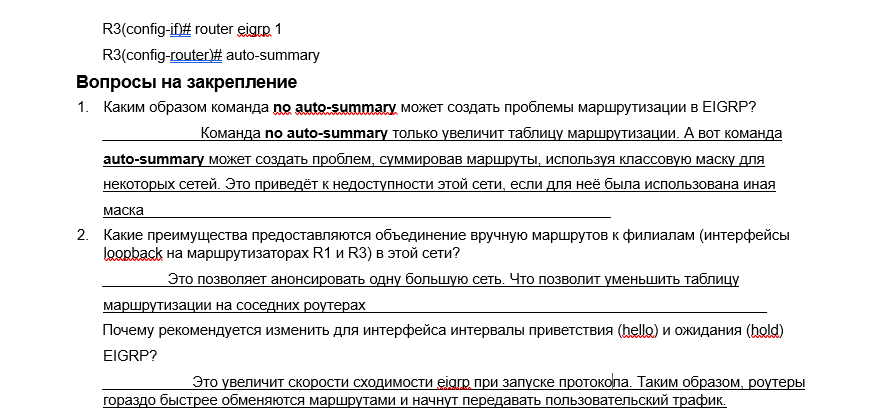 R3(config-if)# router eigrp 1
R3(config-router)# auto-summary
Вопросы на закрепление
1. Каким образом команда no auto-summary может создать проблемы маршрутизации в EIGRP?
Команда no auto-summary только увеличит таблицу маршрутизации. А вот команда
auto-summary может создать проблем, суммировав маршруты, используя классовую маску для
некоторых сетей. Это приведёт к недоступности этой сети, если для неё была использована иная
маска
2. Какие преимущества предоставляются объединение вручную маршрутов к филиалам (интерфейсы
loopback на маршрутизаторах R1 и R3) в этой сети?
Это позволяет анонсировать одну большую сеть. Что позволит уменьшить таблицу
маршрутизации на соседних роутерах
Почему рекомендуется изменить для интерфейса интервалы приветствия (hello) и ожидания (hold)
EIGRP?
Это увеличит скорости сходимости eigrp при запуске протокола. Таким образом, роутеры
гораздо быстрее обменяются маршрутами и начнут передавать пользовательский трафик.